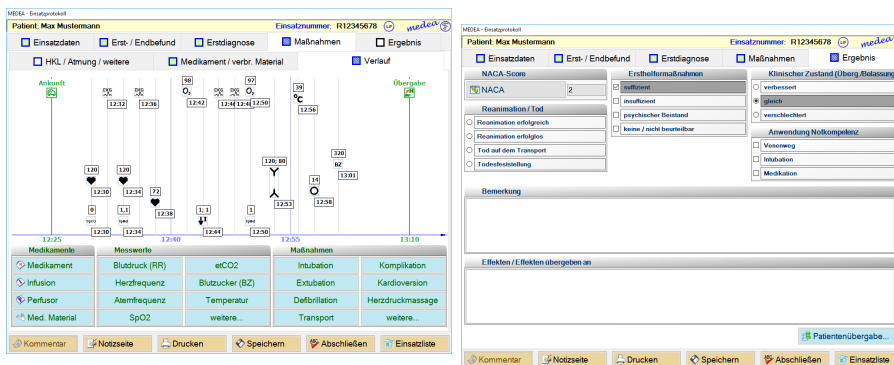 MEDEA - Einsatzprotokoll
Patient: Max Mustermann Einsatznummer: R12345678 LP medea
Einsatzdaten Erst- / Endbefund Erstdiagnose Maßnahmen Ergebnis
HKL / Atmung / weitere Medikament / verbr. Material Verlauf
Ankunft Übergabe
98 97 39
EKG EKG O₂ EKG EKG O₂ °C
12:32 12:36 12:42 12:50 12:56
120; 80 320
BZ
120 120 14 13:01
72
12:30 12:34 12:53 12:58
12:38
0 1,1 1; 1 1
12:30 12:34 12:44 12:50
12:25 12:40 12:55 13:10
Medikamente Messwerte Maßnahmen
Medikament Blutdruck (RR) etCO2 Intubation Komplikation
Infusion Herzfrequenz Blutzucker (BZ) Extubation Kardioversion
Perfusor Atemfrequenz Temperatur Defibrillation Herzdruckmassage
Med. Material SpO2 weitere... Transport weitere...
Kommentar Notizseite Drucken Speichern Abschließen Einsatzliste
MEDEA - Einsatzprotokoll
Patient: Max Mustermann Einsatznummer: R12345678 LP medea
Einsatzdaten Erst- / Endbefund Erstdiagnose Maßnahmen Ergebnis
NACA-Score Ersthelfermaßnahmen Klinischer Zustand (Überg./Belassung
NACA 2 suffizient verbessert
insuffizient gleich
Reanimation / Tod psychischer Beistand verschlechtert
Reanimation erfolgreich keine / nicht beurteilbar
Reanimation erfolglos Anwendung Notkompetenz
Tod auf dem Transport Venenweg
Todesfeststellung Intubation
Medikation
Bemerkung
Effekten / Effekten übergeben an
Patientenübergabe...
Kommentar Notizseite Drucken Speichern Abschließen Einsatzliste